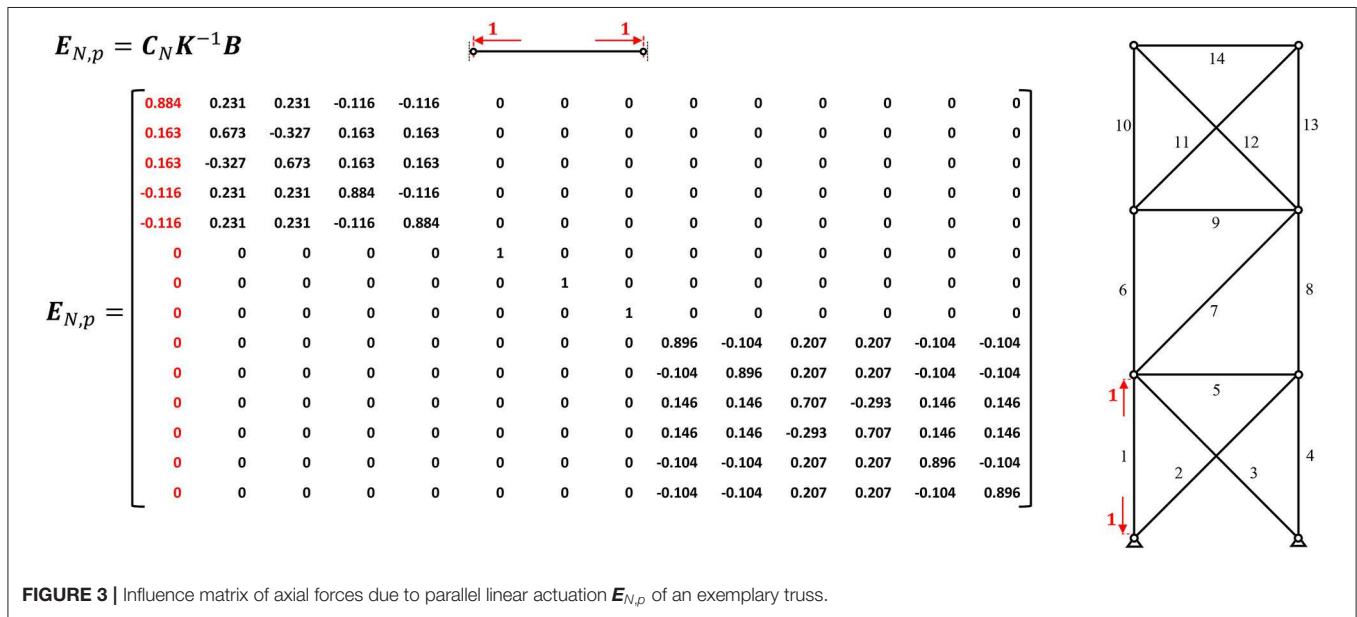 E_{N,p} = C_N K^{-1} B
1 1
E_{N,p} =
0.884 0.231 0.231 -0.116 -0.116 0 0 0 0 0 0 0 0 0
0.163 0.673 -0.327 0.163 0.163 0 0 0 0 0 0 0 0 0
0.163 -0.327 0.673 0.163 0.163 0 0 0 0 0 0 0 0 0
-0.116 0.231 0.231 0.884 -0.116 0 0 0 0 0 0 0 0 0
-0.116 0.231 0.231 -0.116 0.884 0 0 0 0 0 0 0 0 0
0 0 0 0 0 1 0 0 0 0 0 0 0 0
0 0 0 0 0 0 1 0 0 0 0 0 0 0
0 0 0 0 0 0 0 1 0 0 0 0 0 0
0 0 0 0 0 0 0 0 0.896 -0.104 0.207 0.207 -0.104 -0.104
0 0 0 0 0 0 0 0 -0.104 0.896 0.207 0.207 -0.104 -0.104
0 0 0 0 0 0 0 0 0.146 0.146 0.707 -0.293 0.146 0.146
0 0 0 0 0 0 0 0 0.146 0.146 -0.293 0.707 0.146 0.146
0 0 0 0 0 0 0 0 -0.104 -0.104 0.207 0.207 0.896 -0.104
0 0 0 0 0 0 0 0 -0.104 -0.104 0.207 0.207 -0.104 0.896
14
10 11 12 13
9
6 7 8
1 5
1 2 3 4
1
FIGURE 3 | Influence matrix of axial forces due to parallel linear actuation E_{N,p} of an exemplary truss.